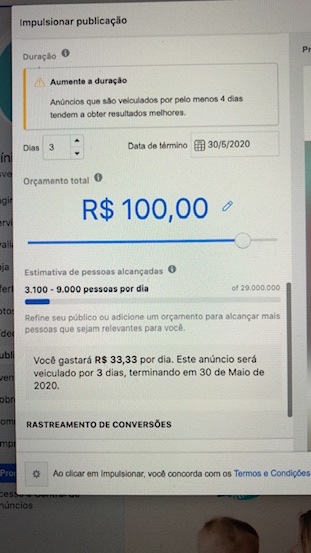 Impulsionar publicação
Duração
Aumente a duração
Anúncios que são veiculados por pelo menos 4 dias
tendem a obter resultados melhores.
Dias 3 Data de término 30/5/2020
Orçamento total
R$ 100,00
Estimativa de pessoas alcançadas
3.100 - 9.000 pessoas por dia of 29.000.000
Refine seu público ou adicione um orçamento para alcançar mais
pessoas que sejam relevantes para você.
Você gastará R$ 33,33 por dia. Este anúncio será
veiculado por 3 dias, terminando em 30 de Maio de
2020.
RASTREAMENTO DE CONVERSÕES
Ao clicar em Impulsionar, você concorda com os Termos e Condições
núncios